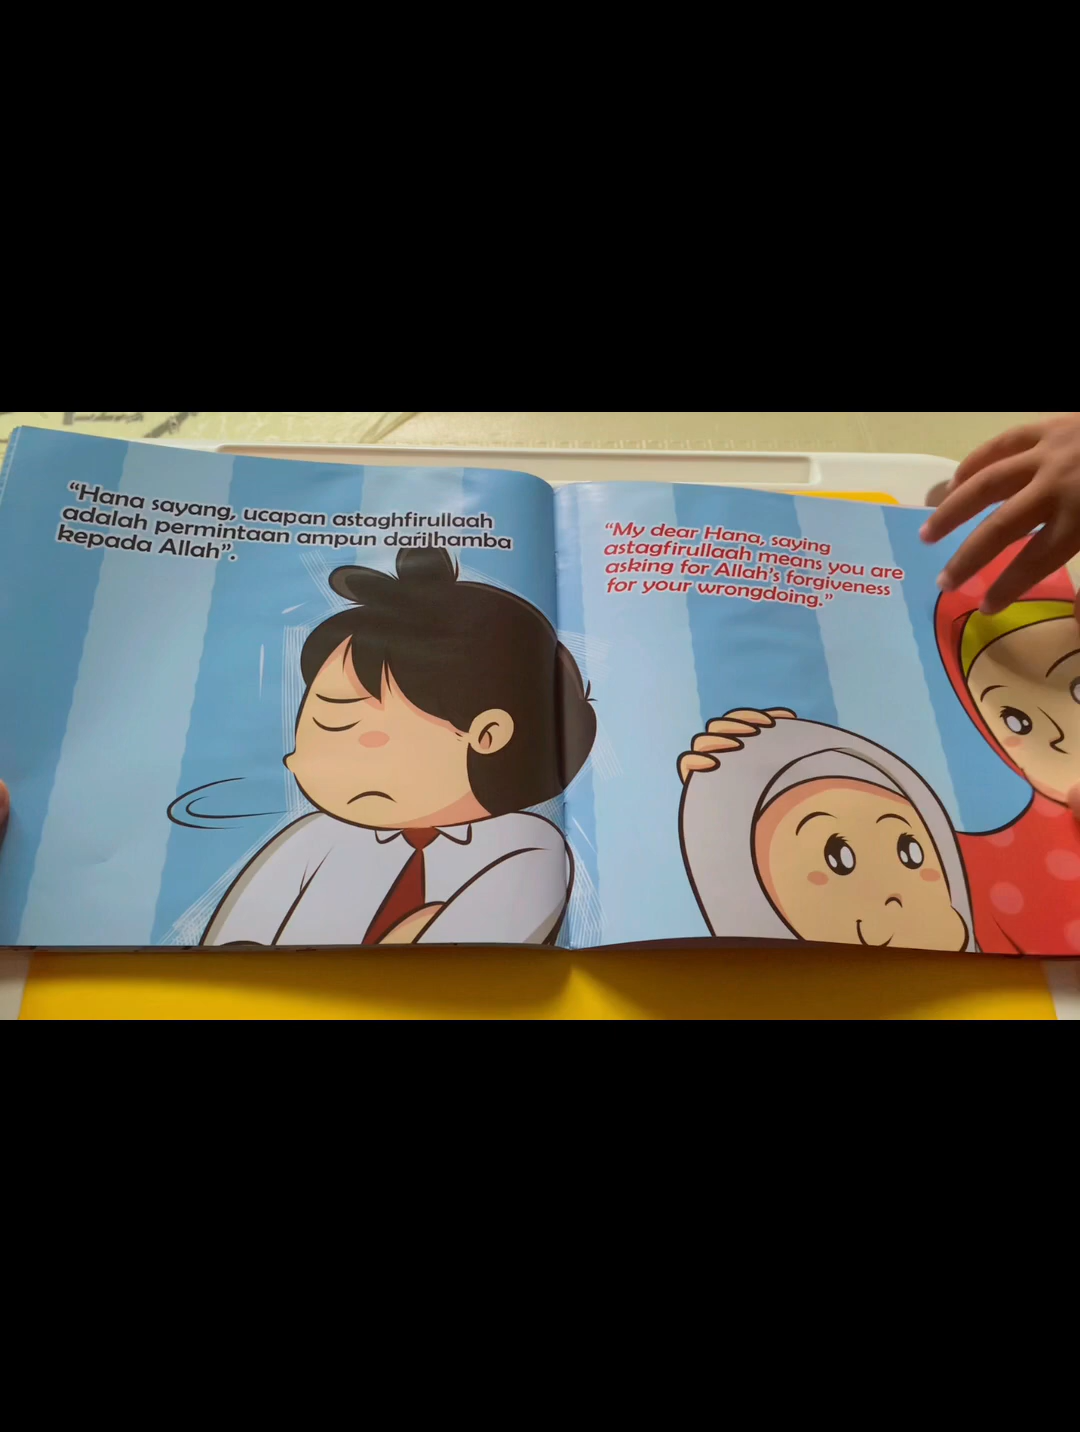 “Hana sayang, ucapan astaghfirullaah
adalah permintaan ampun dari hamba
kepada Allah”.
“My dear Hana, saying
astagfirullaah means you are
asking for Allah's forgiveness
for your wrongdoing.”